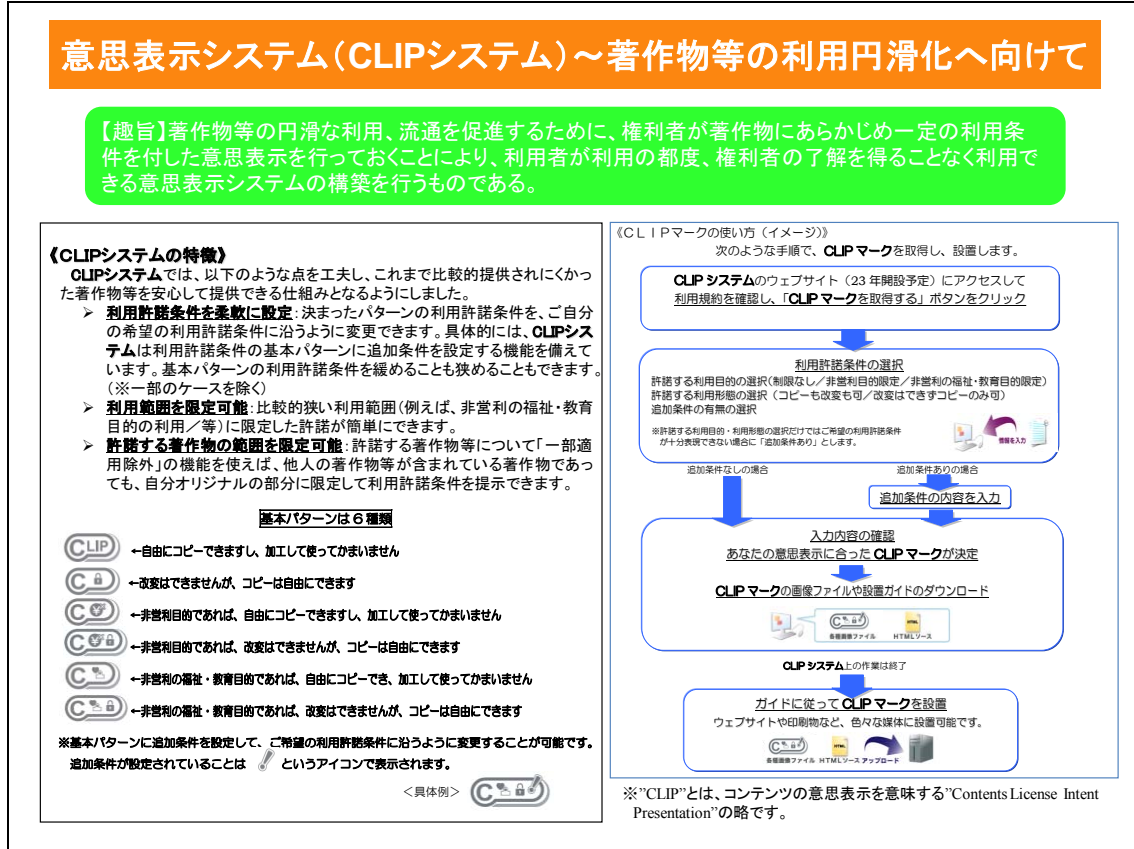 意思表示システム(CLIPシステム)～著作物等の利用円滑化へ向けて
【趣旨】著作物等の円滑な利用、流通を促進するために、権利者が著作物にあらかじめ一定の利用条
件を付した意思表示を行っておくことにより、利用者が利用の都度、権利者の了解を得ることなく利用で
きる意思表示システムの構築を行うものである。
《CLIPシステムの特徴》
CLIPシステムでは、以下のような点を工夫し、これまで比較的提供されにくかっ
た著作物等を安心して提供できる仕組みとなるようにしました。
➢ 利用許諾条件を柔軟に設定：決まったパターンの利用許諾条件を、ご自分
の希望の利用許諾条件に沿うように変更できます。具体的には、CLIPシス
テムは利用許諾条件の基本パターンに追加条件を設定する機能を備えて
います。基本パターンの利用許諾条件を緩めることも狭めることもできます。
(※一部のケースを除く)
➢ 利用範囲を限定可能：比較的狭い利用範囲(例えば、非営利の福祉・教育
目的の利用／等)に限定した許諾が簡単にできます。
➢ 許諾する著作物の範囲を限定可能：許諾する著作物等について「一部適
用除外」の機能を使えば、他人の著作物等が含まれている著作物であっ
ても、自分オリジナルの部分に限定して利用許諾条件を提示できます。
基本パターンは６種類
CLIP ←自由にコピーできますし、加工して使ってかまいません
C ←改変はできませんが、コピーは自由にできます
C ←非営利目的であれば、自由にコピーできますし、加工して使ってかまいません
C ←非営利目的であれば、改変はできませんが、コピーは自由にできます
C ←非営利の福祉・教育目的であれば、自由にコピーでき、加工して使ってかまいません
C ←非営利の福祉・教育目的であれば、改変はできませんが、コピーは自由にできます
※基本パターンに追加条件を設定して、ご希望の利用許諾条件に沿うように変更することが可能です。
追加条件が設定されていることは というアイコンで表示されます。
＜具体例＞ C
《ＣＬＩＰマークの使い方（イメージ）》
次のような手順で、CLIP マークを取得し、設置します。
CLIP システムのウェブサイト（23 年開設予定）にアクセスして
利用規約を確認し、「CLIP マークを取得する」ボタンをクリック
利用許諾条件の選択
許諾する利用目的の選択(制限なし／非営利目的限定／非営利の福祉・教育目的限定)
許諾する利用形態の選択（コピーも改変も可／改変はできずコピーのみ可）
追加条件の有無の選択
※許諾する利用目的・利用形態の選択だけではご希望の利用許諾条件
が十分表現できない場合に「追加条件あり」とします。
情報を入力
追加条件なしの場合 追加条件ありの場合
追加条件の内容を入力
入力内容の確認
あなたの意思表示に合った CLIP マークが決定
CLIP マークの画像ファイルや設置ガイドのダウンロード
C HTML
各種画像ファイル HTMLソース
CLIP システム上の作業は終了
ガイドに従って CLIP マークを設置
ウェブサイトや印刷物など、色々な媒体に設置可能です。
C HTML
各種画像ファイル HTMLソース アップロード
※”CLIP”とは、コンテンツの意思表示を意味する”Contents License Intent
Presentation”の略です。